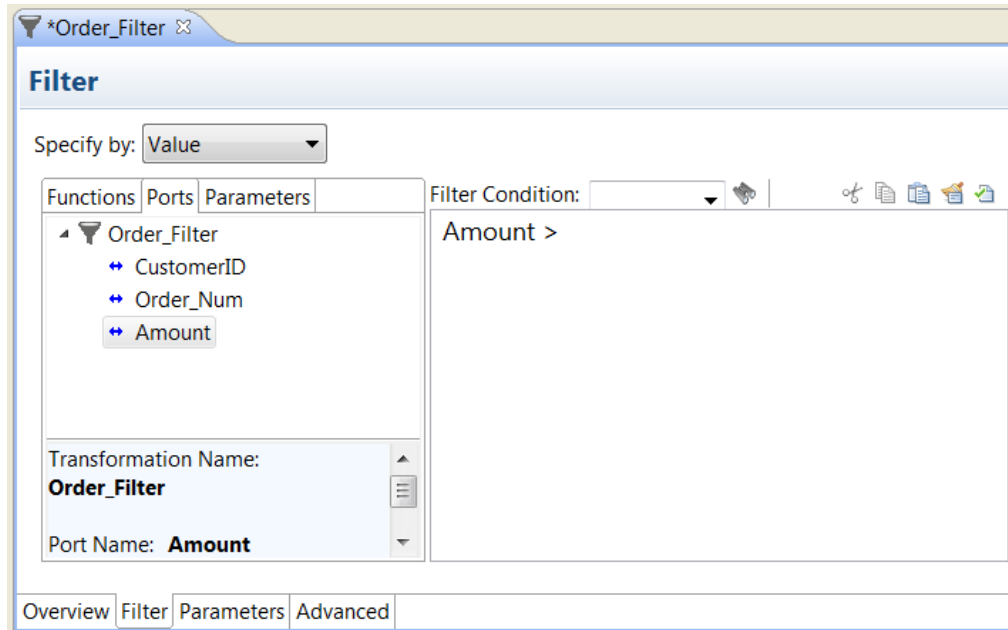 *Order_Filter
Filter
Specify by: Value
Functions Ports Parameters
Filter Condition:
Order_Filter
CustomerID
Order_Num
Amount
Amount >
Transformation Name:
Order_Filter
Port Name: Amount
Overview Filter Parameters Advanced